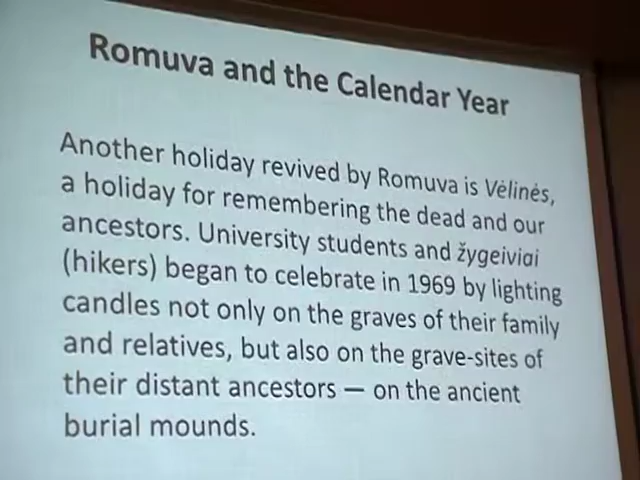 Romuva and the Calendar Year
Another holiday revived by Romuva is Vėlinės,
a holiday for remembering the dead and our
ancestors. University students and žygeiviai
(hikers) began to celebrate in 1969 by lighting
candles not only on the graves of their family
and relatives, but also on the grave-sites of
their distant ancestors — on the ancient
burial mounds.